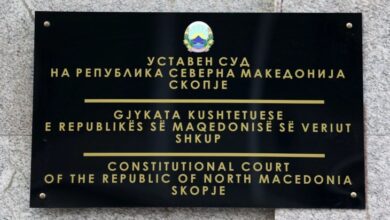 УСТАВЕН СУД
НА РЕПУБЛИКА СЕВЕРНА МАКЕДОНИЈА
СКОПЈЕ
GJYKATA KUSHTETUESE
E REPUBLIKËS SË MAQEDONISË SË VERIUT
SHKUP
CONSTITUTIONAL COURT
OF THE REPUBLIC OF NORTH MACEDONIA
SKOPJE